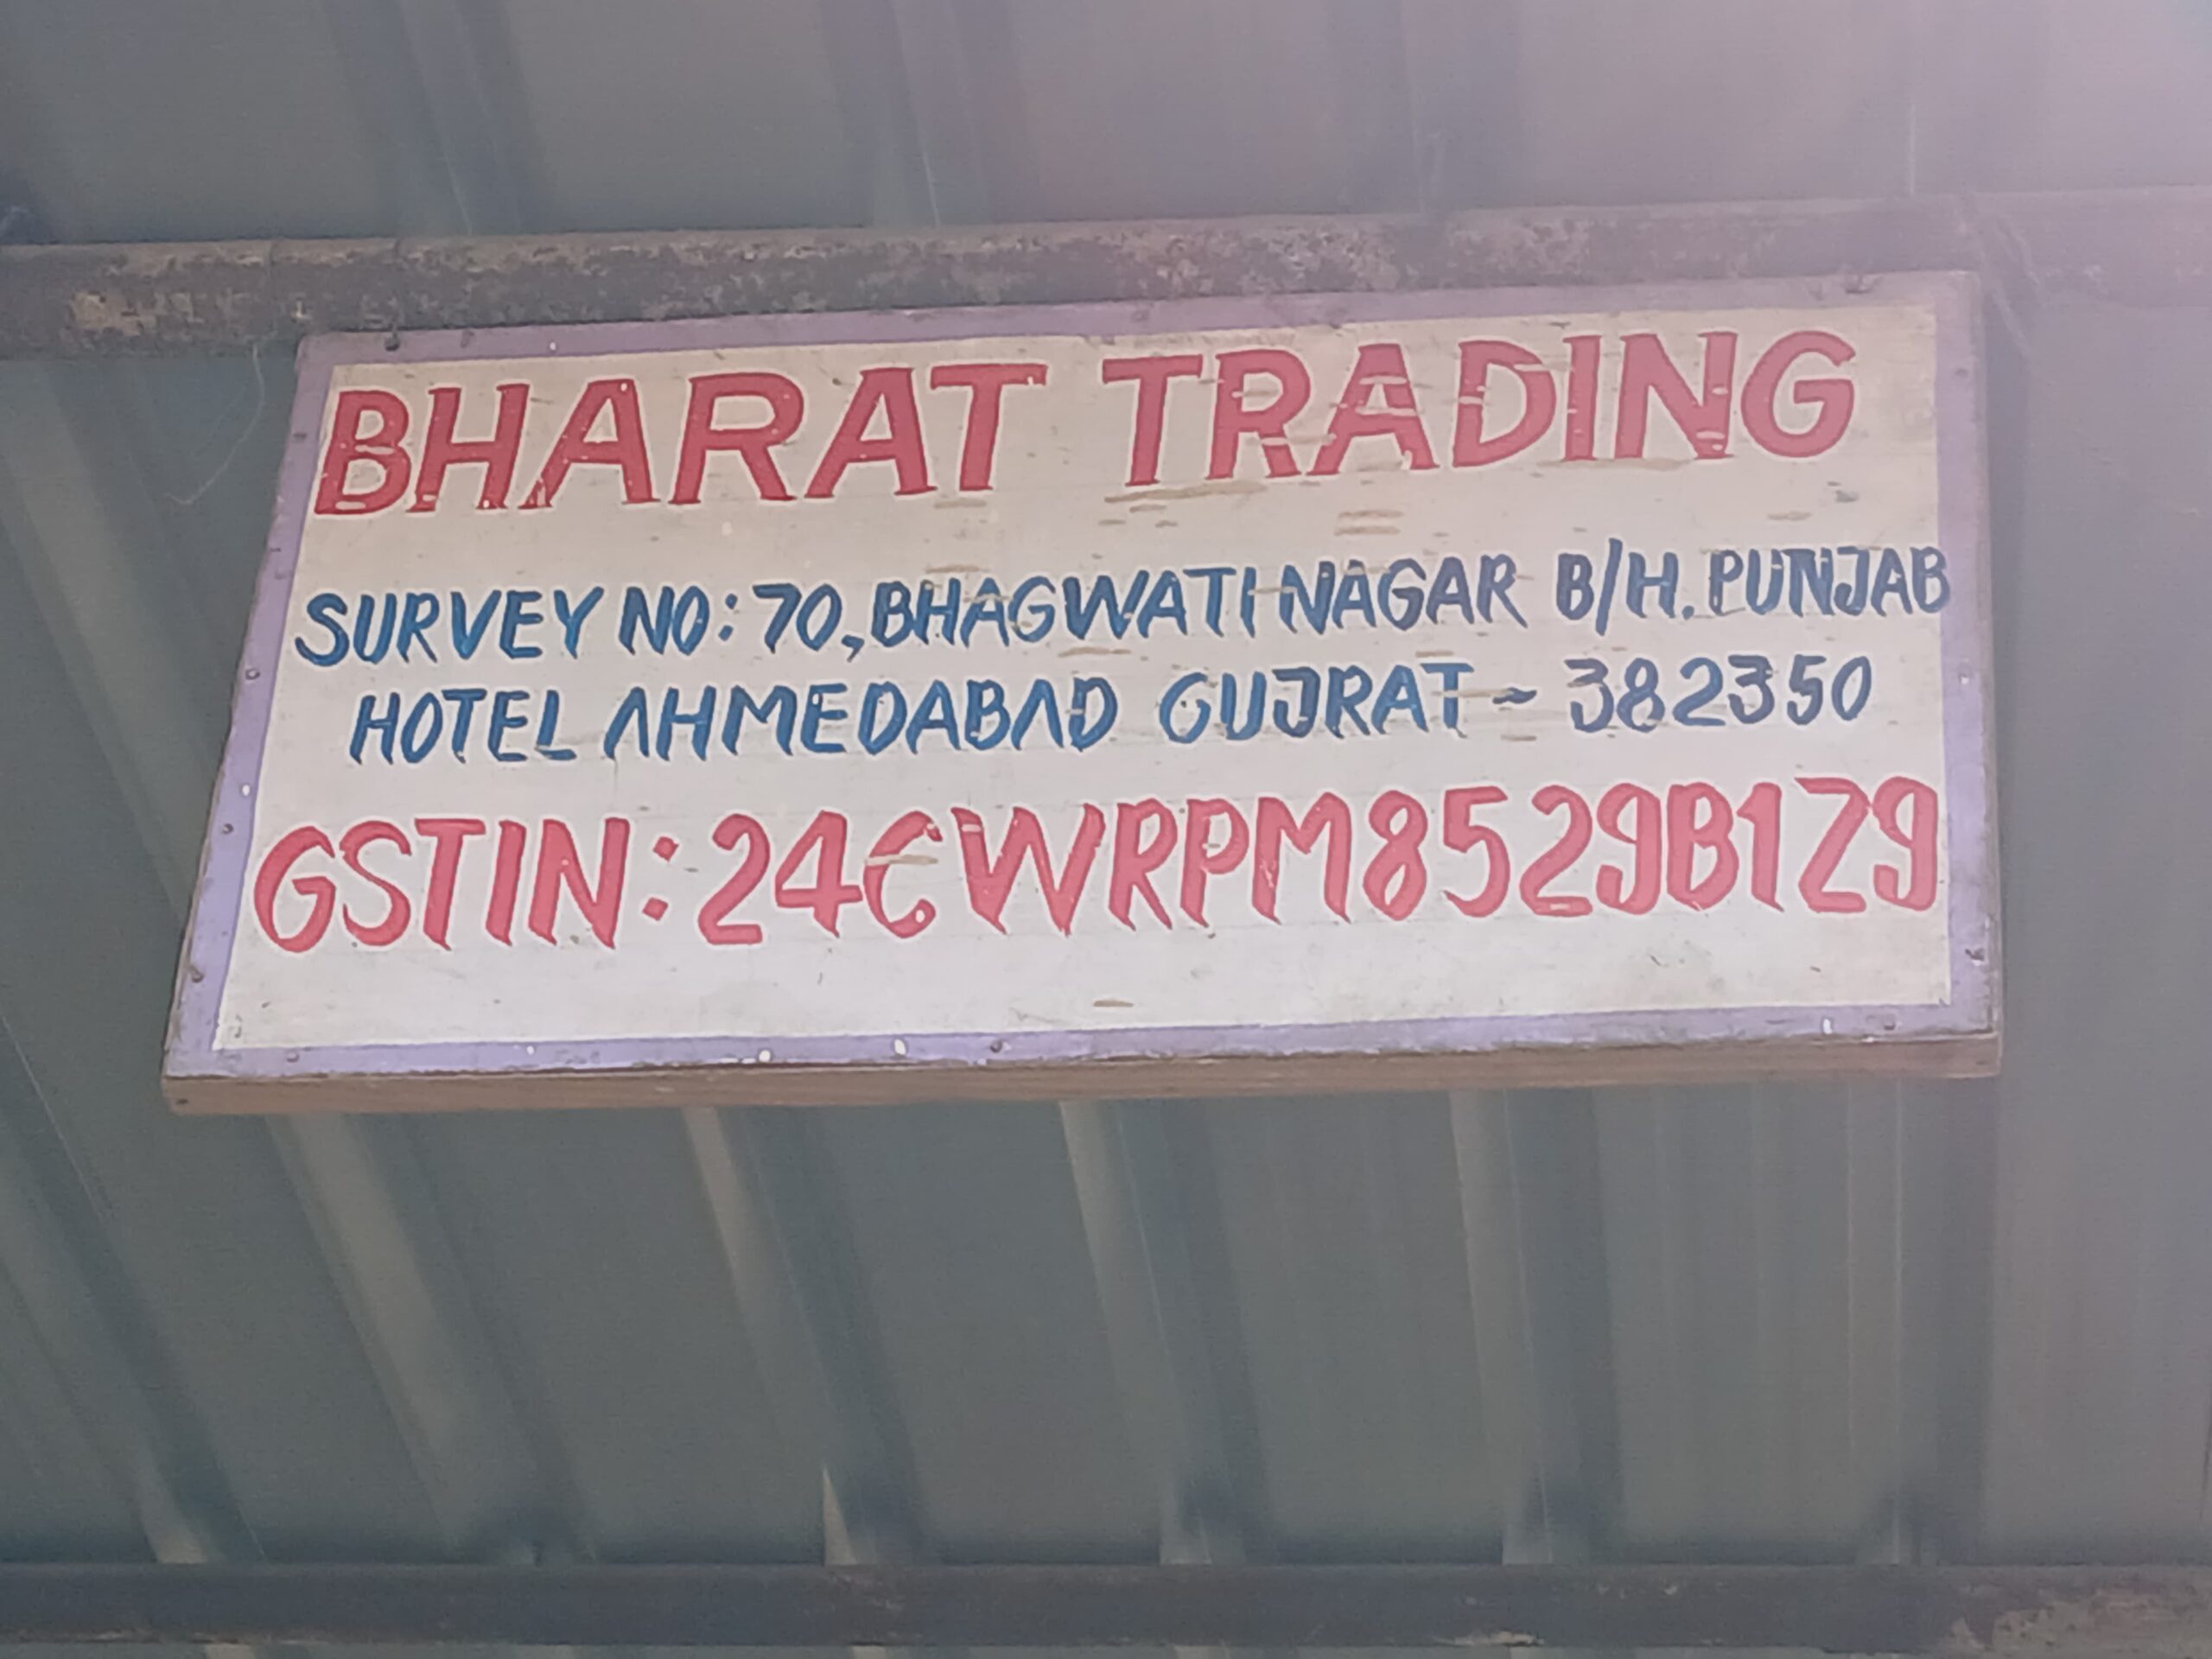 BHARAT TRADING
SURVEY NO: 70, BHAGWATI NAGAR B/H. PUNJAB
HOTEL AHMEDABAD GUJRAT - 382350
GSTIN: 24CWRPM8529B1Z9